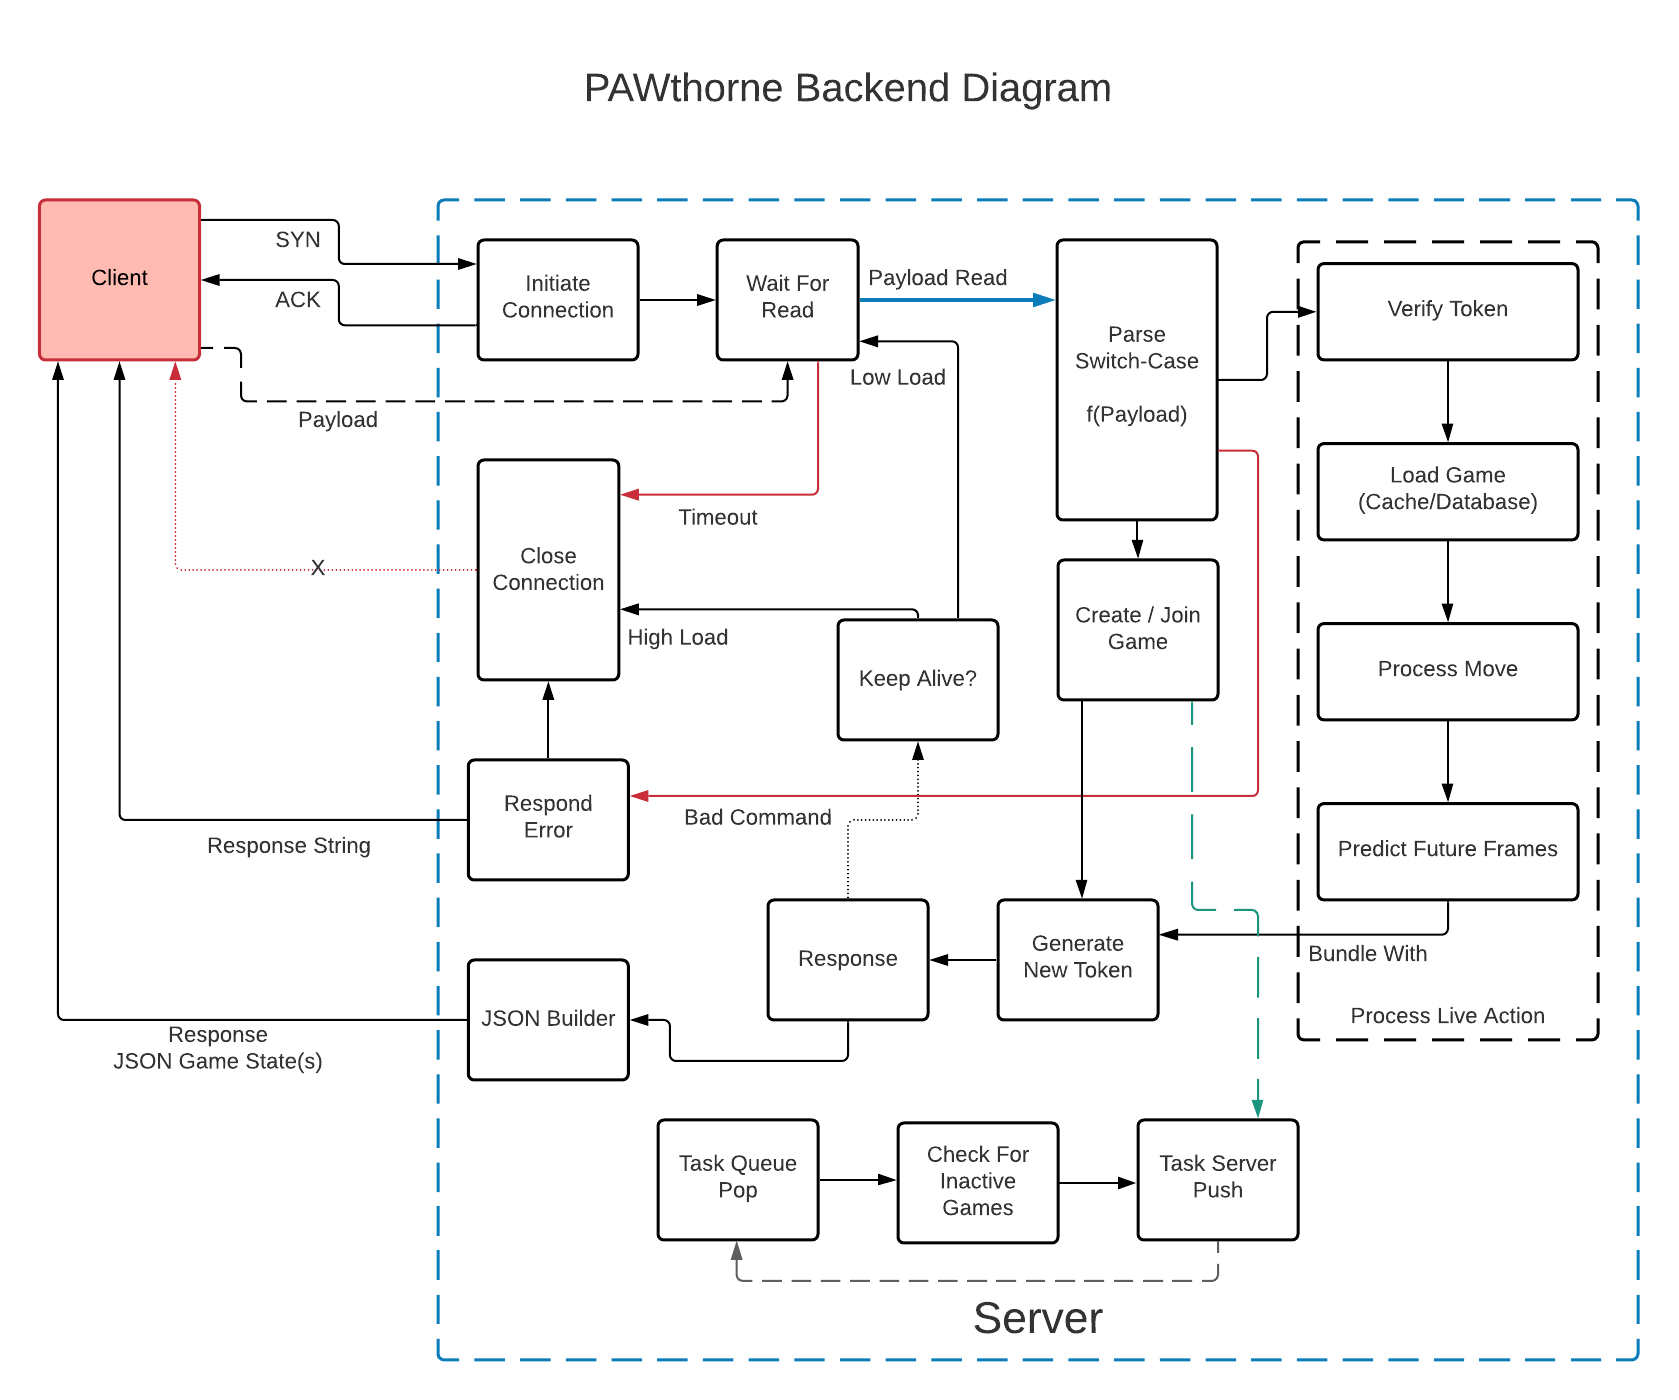 PAWthorne Backend Diagram
Client
SYN
ACK
Payload
Initiate
Connection
Wait For
Read
Payload Read
Low Load
Parse
Switch-Case
f(Payload)
Verify Token
Load Game
(Cache/Database)
Process Move
Predict Future Frames
Bundle With
Process Live Action
Timeout
Close
Connection
X
High Load
Keep Alive?
Create / Join
Game
Respond
Error
Bad Command
Response String
Response
Generate
New Token
JSON Builder
Response
JSON Game State(s)
Task Queue
Pop
Check For
Inactive
Games
Task Server
Push
Server